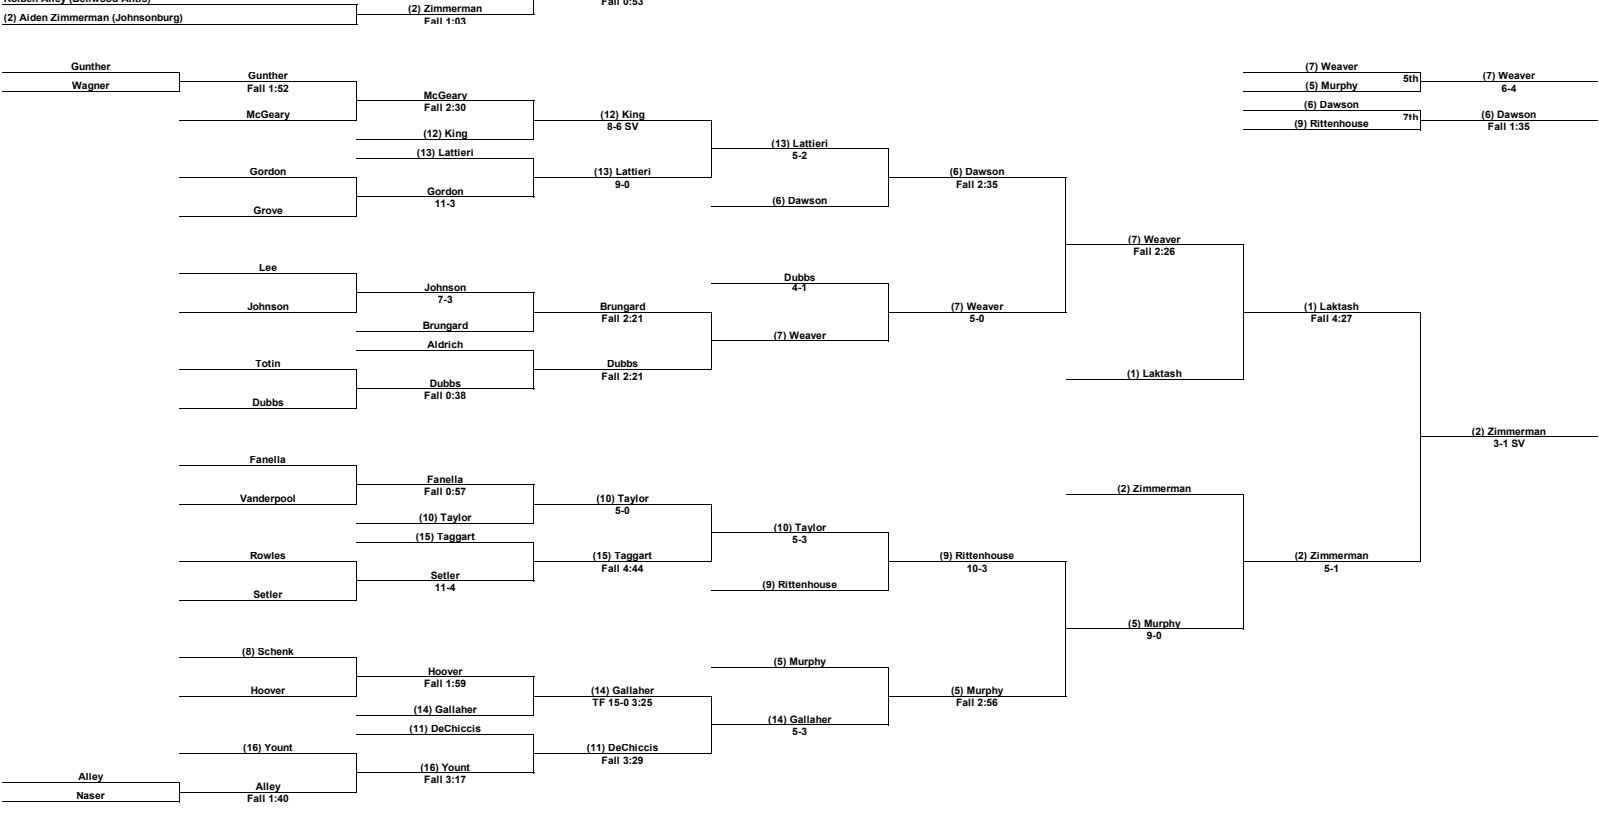 Kolben Alley (Bellwood Antis)
Fall 0:53
(2) Aiden Zimmerman (Johnsonburg)
(2) Zimmerman
Fall 1:03
Gunther
Wagner
Gunther
Fall 1:52
McGeary
McGeary
Fall 2:30
(12) King
(12) King
8-6 SV
(13) Lattieri
Gordon
Grove
Gordon
11-3
(13) Lattieri
9-0
(13) Lattieri
5-2
(6) Dawson
(6) Dawson
Fall 2:35
Lee
Johnson
Johnson
7-3
Brungard
Brungard
Fall 2:21
Aldrich
Totin
Dubbs
Dubbs
Fall 0:38
Dubbs
Fall 2:21
Dubbs
4-1
(7) Weaver
(7) Weaver
5-0
(7) Weaver
Fall 2:26
(1) Laktash
(1) Laktash
Fall 4:27
(7) Weaver
5th
(5) Murphy
(7) Weaver
6-4
(6) Dawson
7th
(9) Rittenhouse
(6) Dawson
Fall 1:35
(2) Zimmerman
3-1 SV
Fanella
Vanderpool
Fanella
Fall 0:57
(10) Taylor
(10) Taylor
5-0
(15) Taggart
Rowles
Setler
Setler
11-4
(15) Taggart
Fall 4:44
(10) Taylor
5-3
(9) Rittenhouse
(9) Rittenhouse
10-3
(2) Zimmerman
(2) Zimmerman
5-1
(5) Murphy
9-0
(8) Schenk
Hoover
Hoover
Fall 1:59
(14) Gallaher
(14) Gallaher
TF 15-0 3:25
(5) Murphy
(5) Murphy
Fall 2:56
(14) Gallaher
5-3
(11) DeChiccis
(11) DeChiccis
Fall 3:29
(16) Yount
(16) Yount
Fall 3:17
Alley
Naser
Alley
Fall 1:40